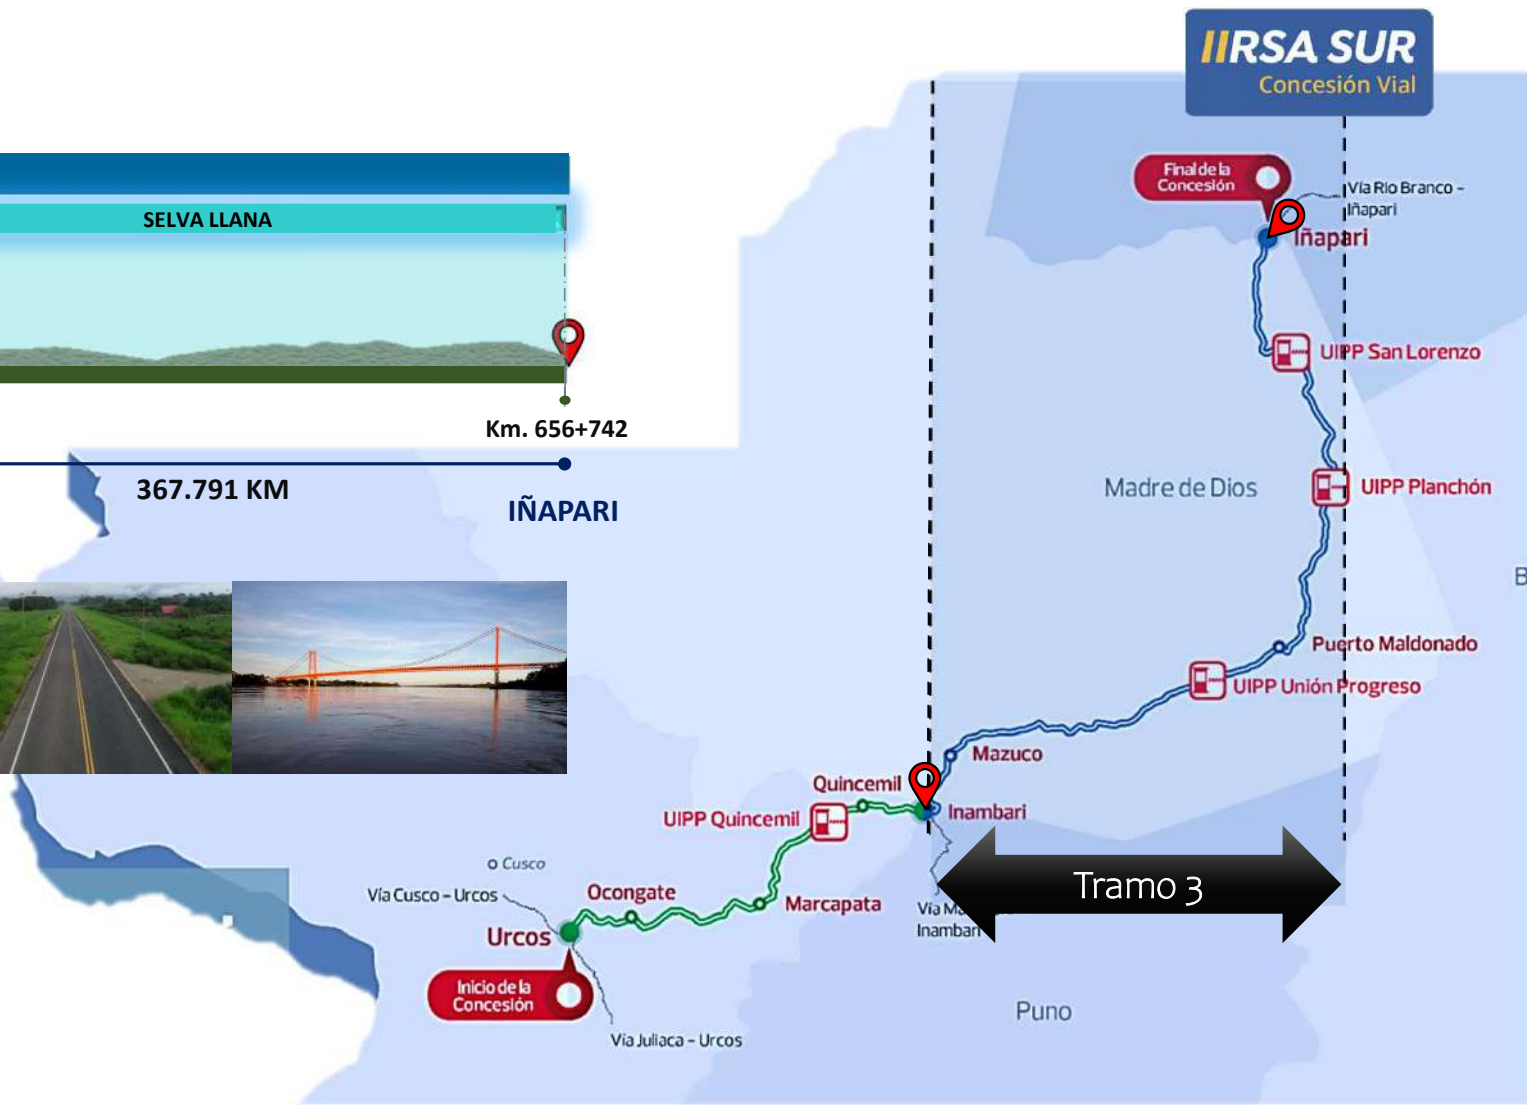 IIRSA SUR
Concesión Vial
Final de la
Concesión
Vía Rio Branco –
Iñapari
Iñapari
SELVA LLANA
UIPP San Lorenzo
Km. 656+742
367.791 KM
IÑAPARI
Madre de Dios
UIPP Planchón
B
Puerto Maldonado
UIPP Unión Progreso
Mazuco
Quincemil
UIPP Quincemil
Inambari
Cusco
Vía Cusco – Urcos
Ocongate
Marcapata
Tramo 3
Vía
Inambari
Urcos
Inicio de la
Concesión
Puno
Vía Juliaca – Urcos